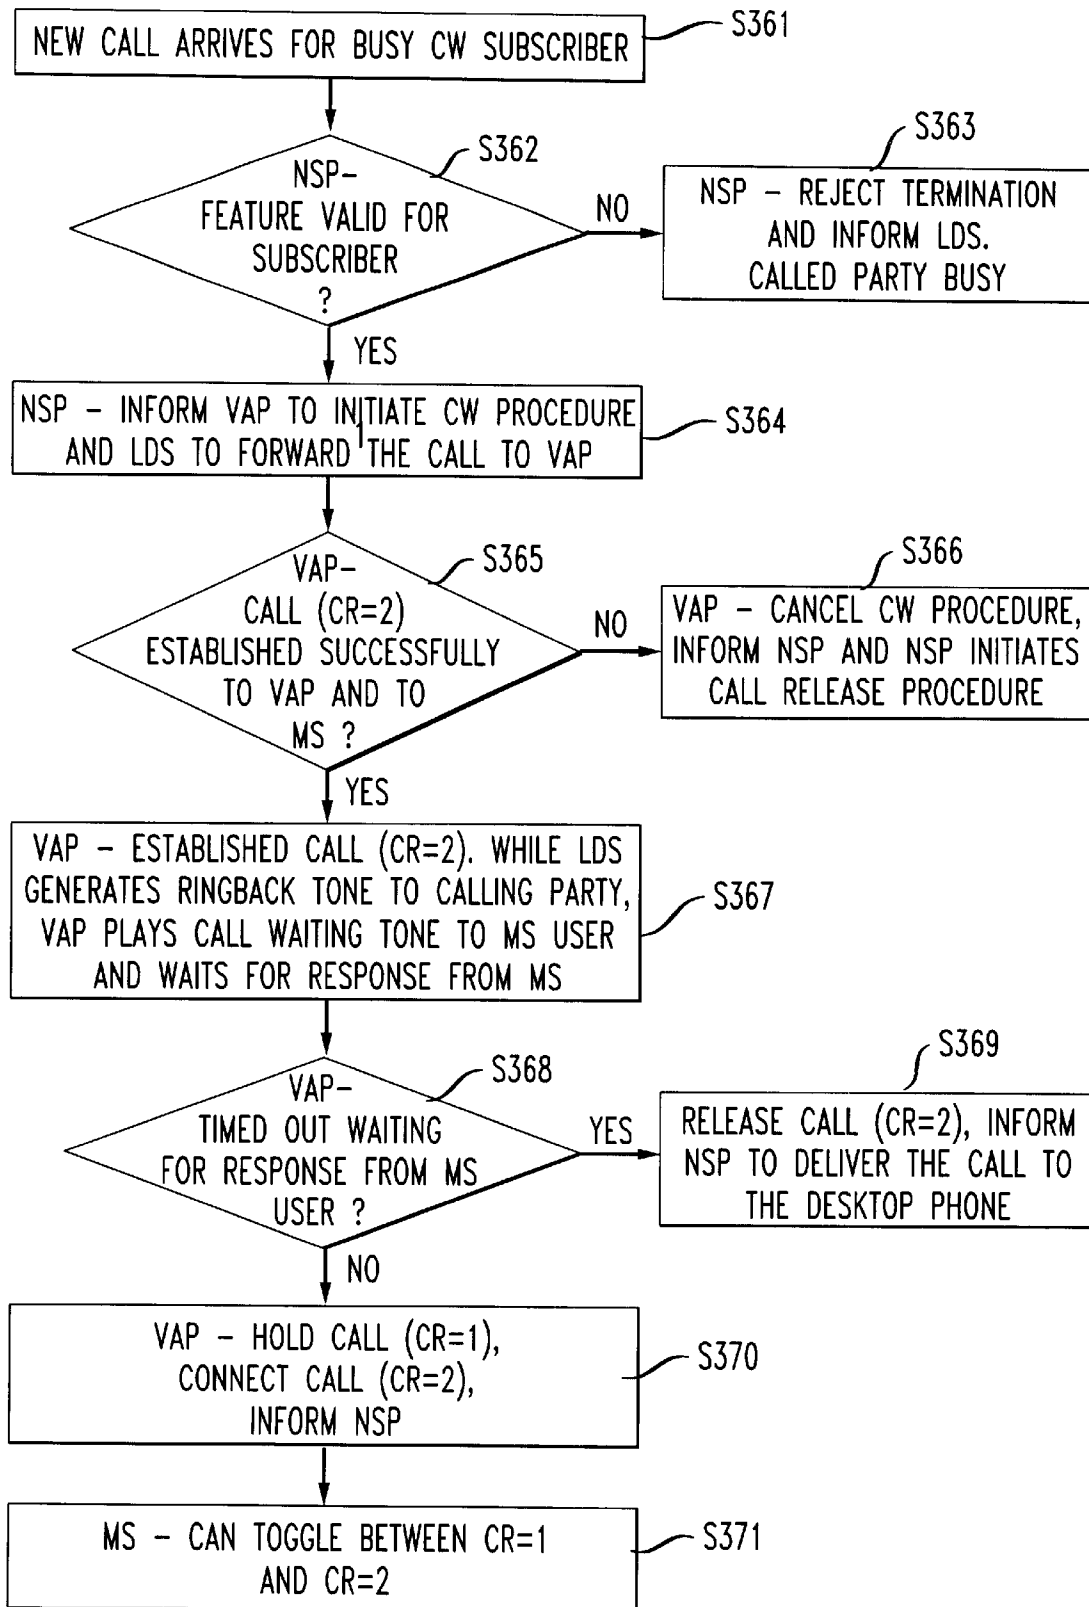 NEW CALL ARRIVES FOR BUSY CW SUBSCRIBER
S361
NSP-
FEATURE VALID FOR
SUBSCRIBER
?
S362
NO
YES
NSP - REJECT TERMINATION
AND INFORM LDS.
CALLED PARTY BUSY
S363
NSP - INFORM VAP TO INITIATE CW PROCEDURE
AND LDS TO FORWARD THE CALL TO VAP
S364
VAP-
CALL (CR=2)
ESTABLISHED SUCCESSFULLY
TO VAP AND TO
MS ?
S365
NO
YES
VAP - CANCEL CW PROCEDURE,
INFORM NSP AND NSP INITIATES
CALL RELEASE PROCEDURE
S366
VAP - ESTABLISHED CALL (CR=2). WHILE LDS
GENERATES RINGBACK TONE TO CALLING PARTY,
VAP PLAYS CALL WAITING TONE TO MS USER
AND WAITS FOR RESPONSE FROM MS
S367
VAP-
TIMED OUT WAITING
FOR RESPONSE FROM MS
USER ?
S368
YES
NO
RELEASE CALL (CR=2), INFORM
NSP TO DELIVER THE CALL TO
THE DESKTOP PHONE
S369
VAP - HOLD CALL (CR=1),
CONNECT CALL (CR=2),
INFORM NSP
S370
MS - CAN TOGGLE BETWEEN CR=1
AND CR=2
S371